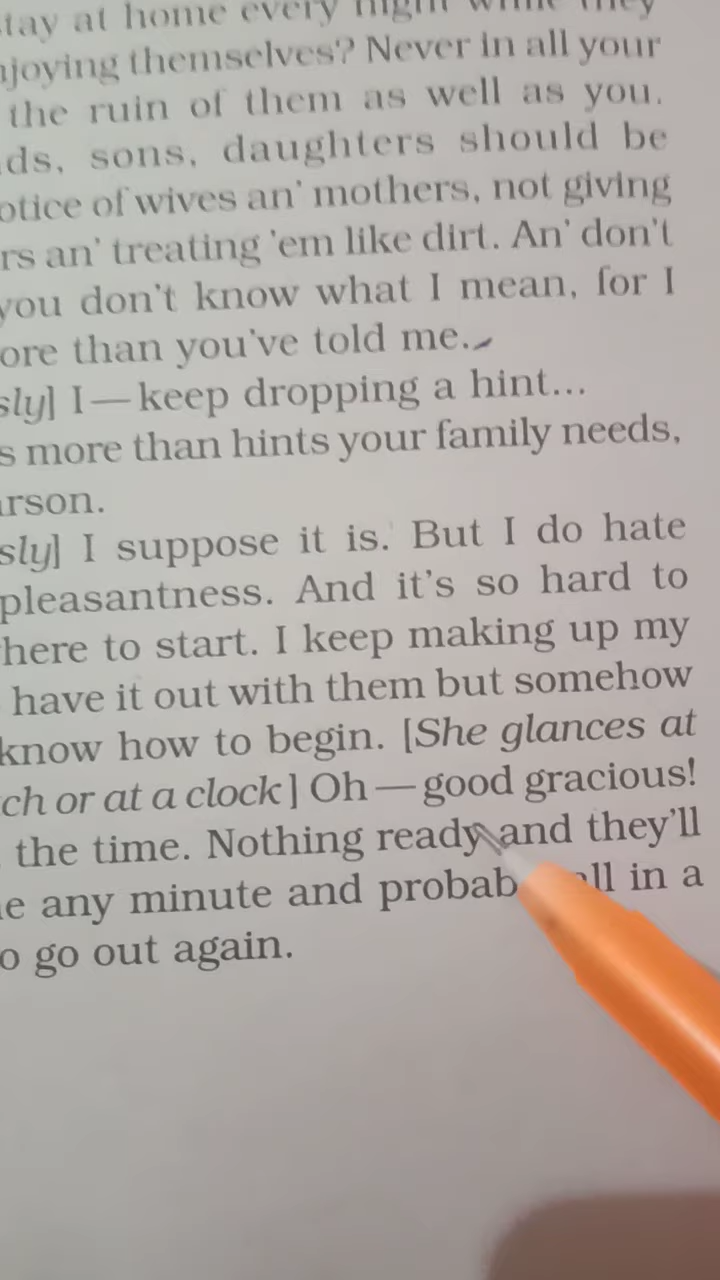 stay at home every night while they
njoying themselves? Never in all your
the ruin of them as well as you.
ds, sons, daughters should be
otice of wives an' mothers, not giving
rs an' treating 'em like dirt. An' don't
you don't know what I mean, for I
ore than you've told me.
sly] I—keep dropping a hint...
s more than hints your family needs,
arson.
sly] I suppose it is. But I do hate
pleasantness. And it's so hard to
here to start. I keep making up my
have it out with them but somehow
know how to begin. [She glances at
ch or at a clock] Oh—good gracious!
the time. Nothing ready and they'll
e any minute and probab all in a
o go out again.